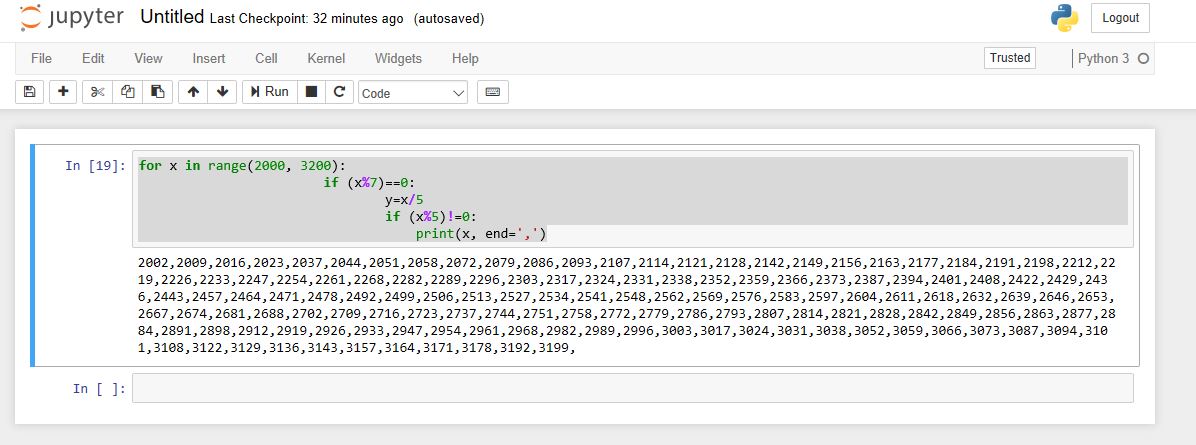 jupyter Untitled Last Checkpoint: 32 minutes ago (autosaved) Logout
File Edit View Insert Cell Kernel Widgets Help Trusted Python 3
Run Code
In [19]: for x in range(2000, 3200):
if (x%7)==0:
y=x/5
if (x%5)!=0:
print(x, end=',')
2002,2009,2016,2023,2037,2044,2051,2058,2072,2079,2086,2093,2107,2114,2121,2128,2142,2149,2156,2163,2177,2184,2191,2198,2212,22
19,2226,2233,2247,2254,2261,2268,2282,2289,2296,2303,2317,2324,2331,2338,2352,2359,2366,2373,2387,2394,2401,2408,2422,2429,243
6,2443,2457,2464,2471,2478,2492,2499,2506,2513,2527,2534,2541,2548,2562,2569,2576,2583,2597,2604,2611,2618,2632,2639,2646,2653,
2667,2674,2681,2688,2702,2709,2716,2723,2737,2744,2751,2758,2772,2779,2786,2793,2807,2814,2821,2828,2842,2849,2856,2863,2877,28
84,2891,2898,2912,2919,2926,2933,2947,2954,2961,2968,2982,2989,2996,3003,3017,3024,3031,3038,3052,3059,3066,3073,3087,3094,310
1,3108,3122,3129,3136,3143,3157,3164,3171,3178,3192,3199,
In [ ]: